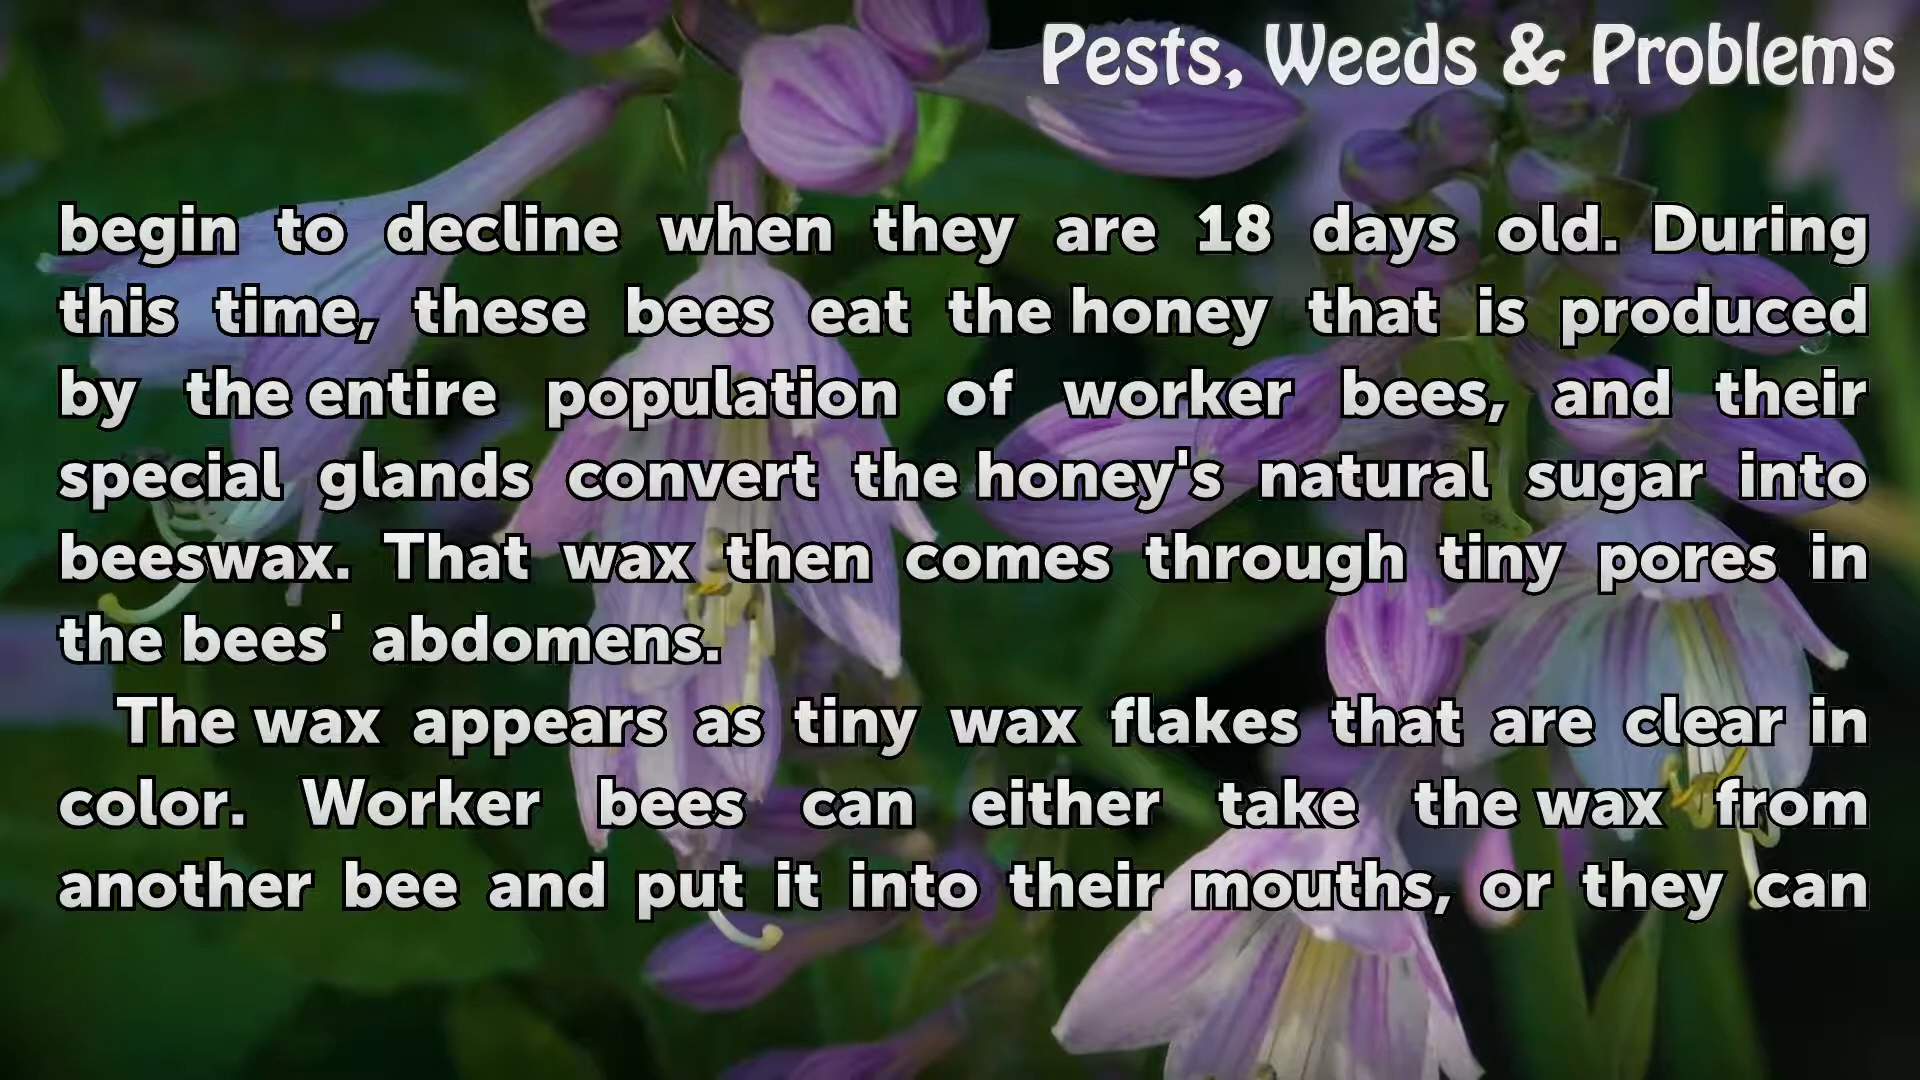 Pests, Weeds & Problems
begin to decline when they are 18 days old. During
this time, these bees eat the honey that is produced
by the entire population of worker bees, and their
special glands convert the honey's natural sugar into
beeswax. That wax then comes through tiny pores in
the bees' abdomens.
The wax appears as tiny wax flakes that are clear in
color. Worker bees can either take the wax from
another bee and put it into their mouths, or they can